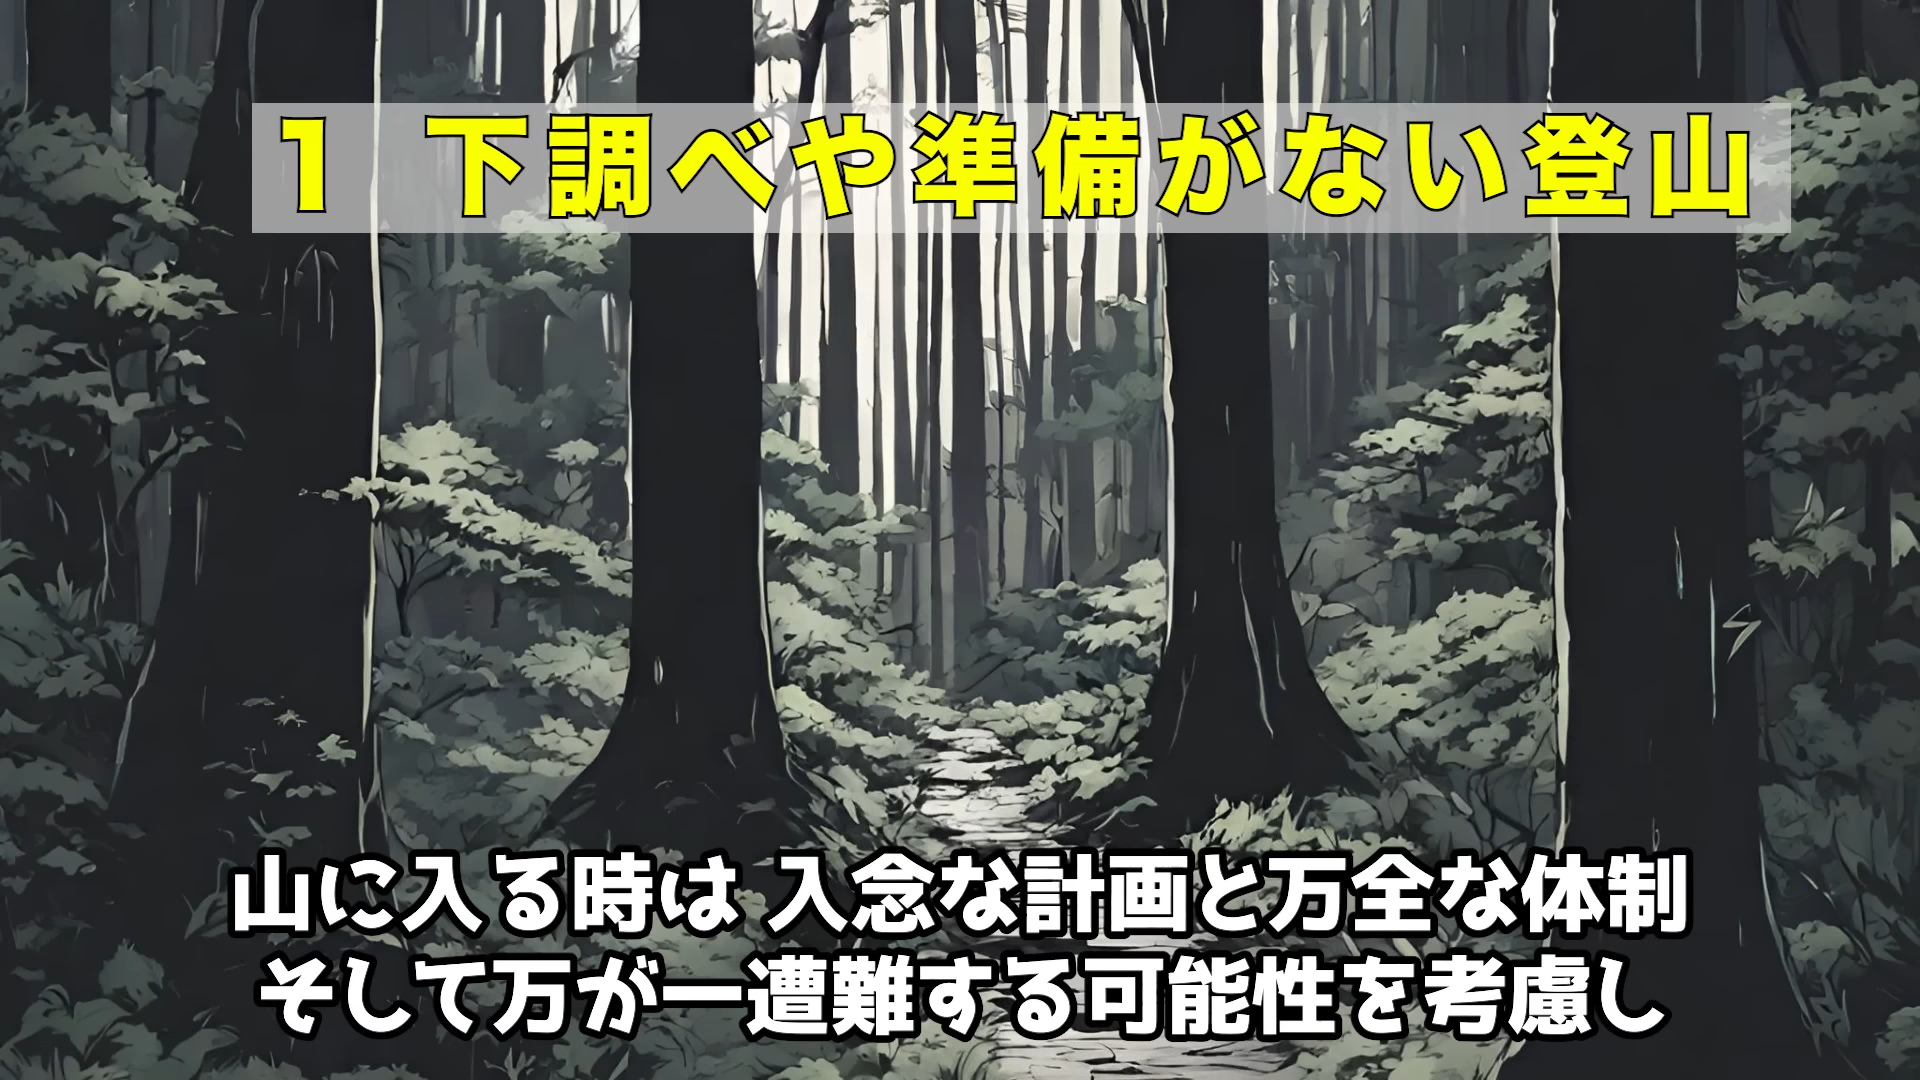 1 下調べや準備がない登山
山に入る時は 入念な計画と万全な体制
そして万が一遭難する可能性を考慮し